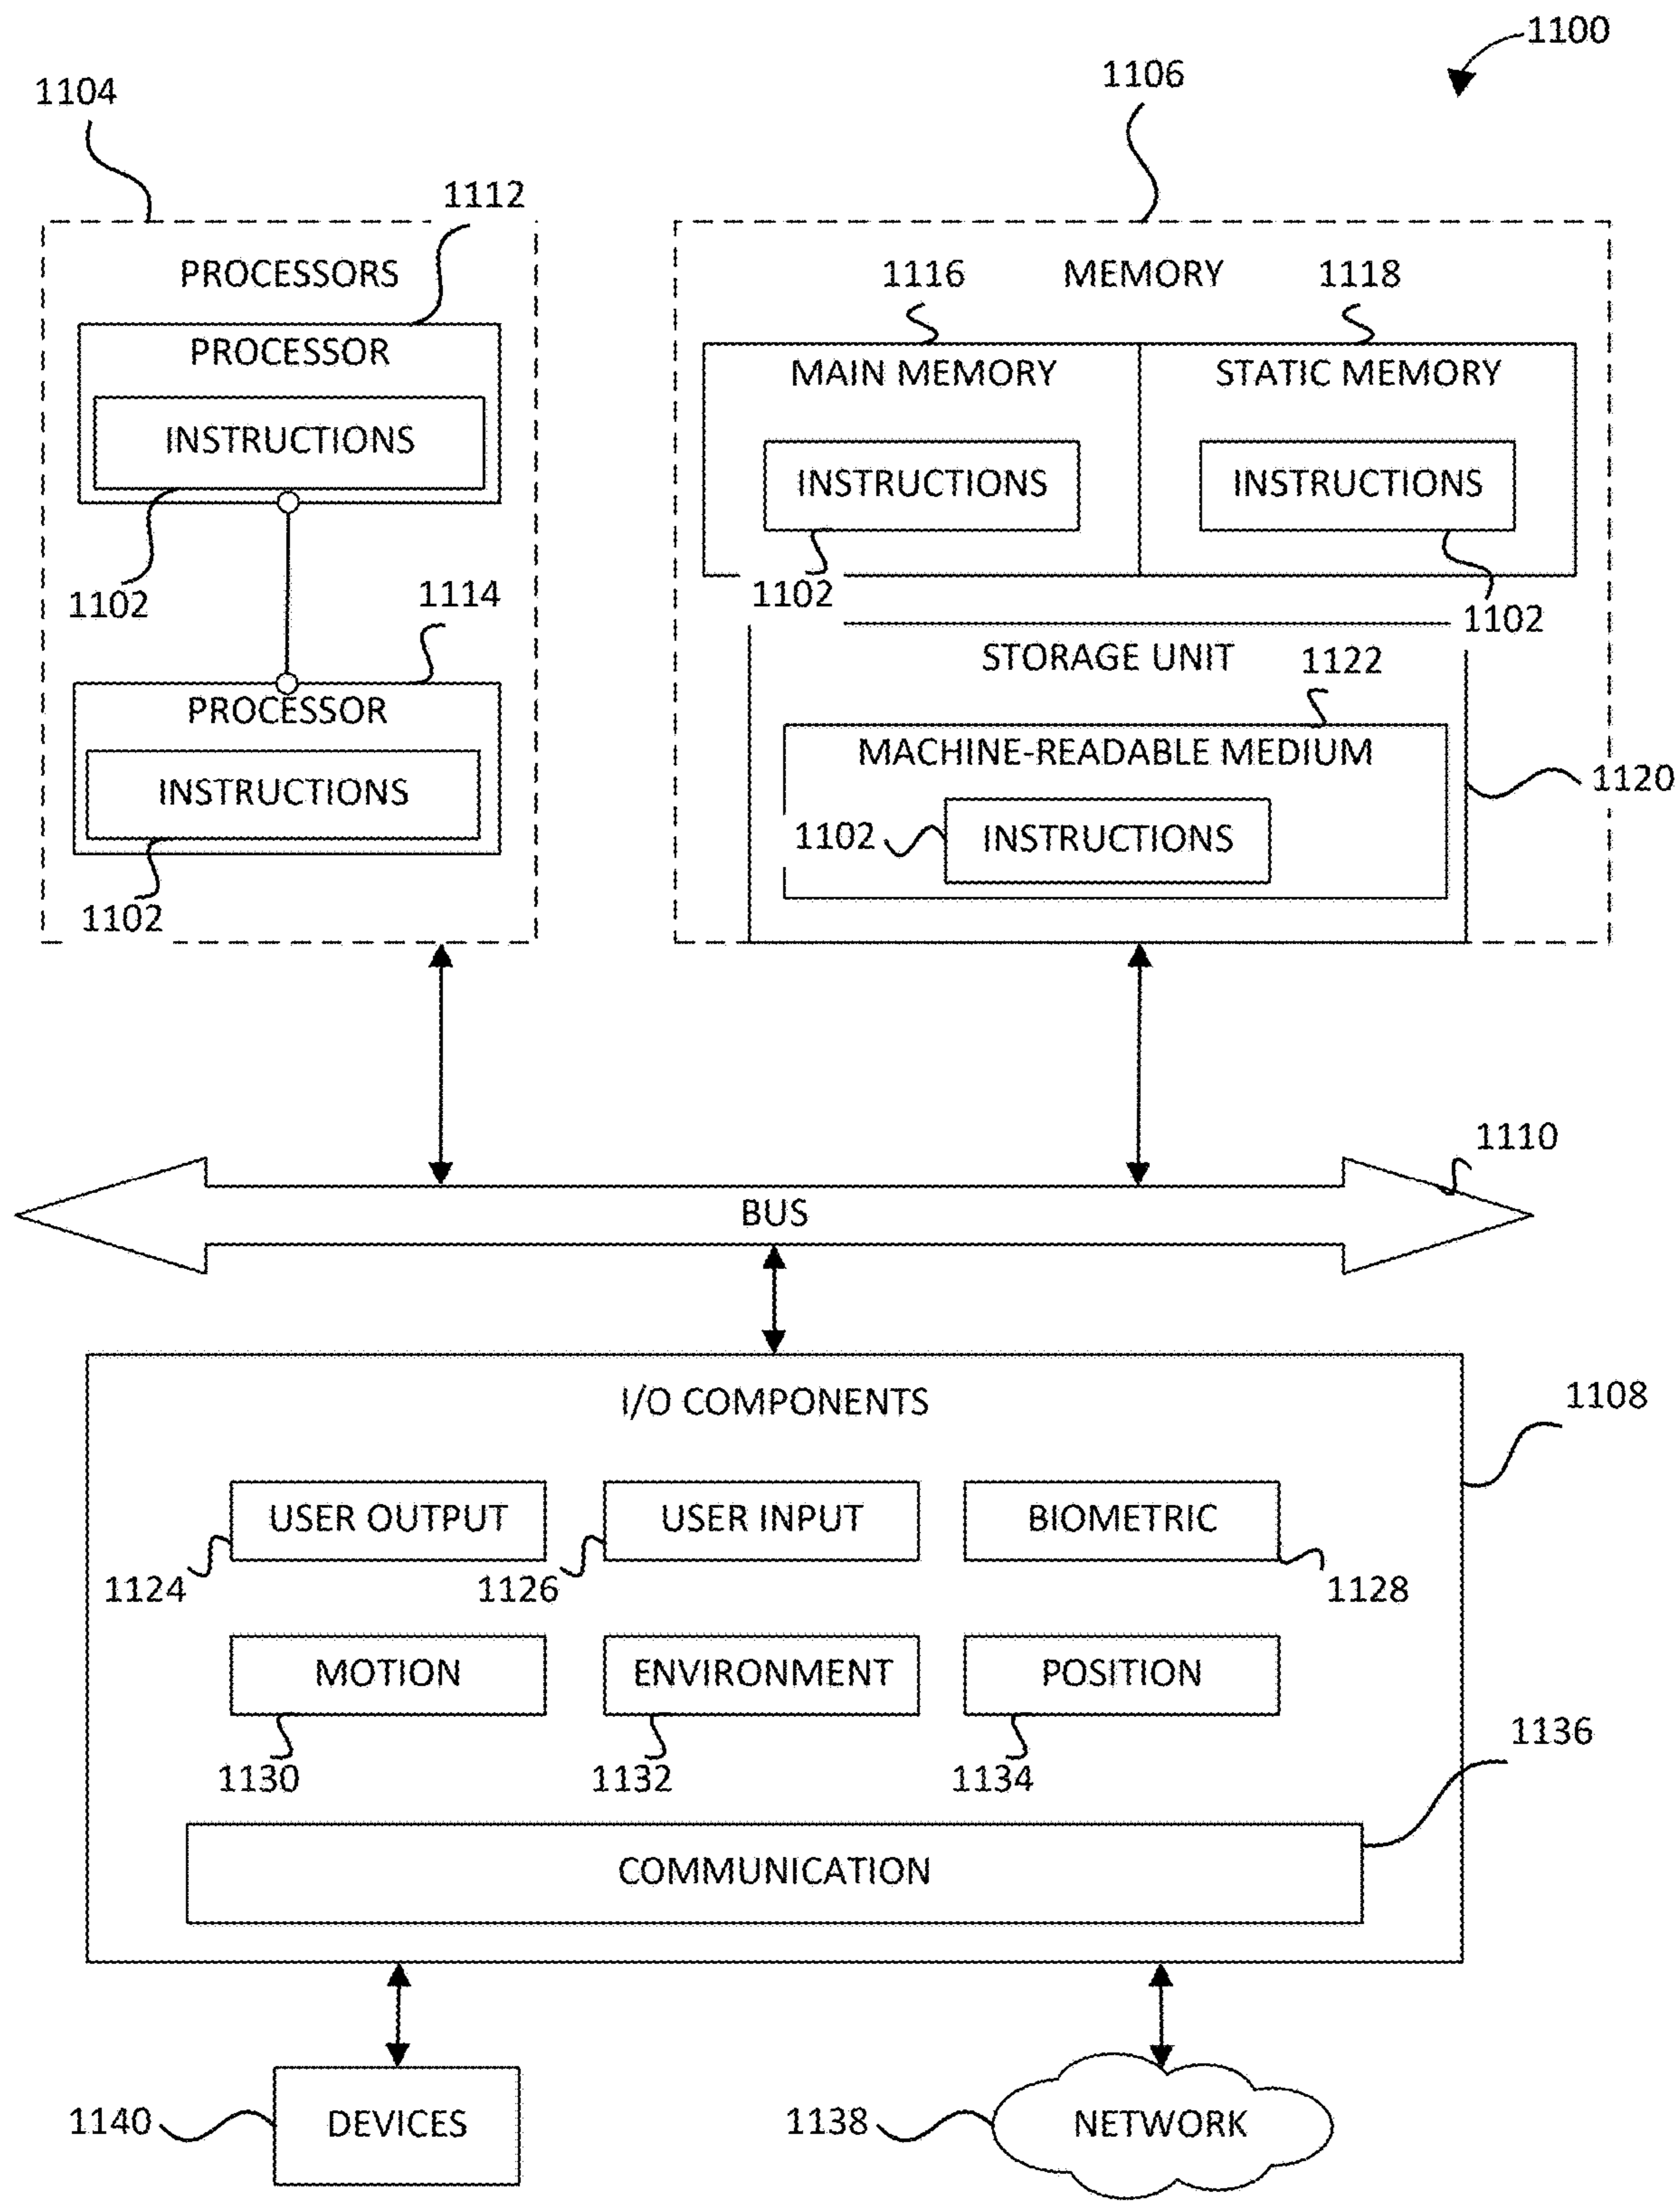 1100
1104
1106
1112
PROCESSORS
PROCESSOR
INSTRUCTIONS
1102
1114
PROCESSOR
INSTRUCTIONS
1102
MEMORY
1116
1118
MAIN MEMORY
STATIC MEMORY
INSTRUCTIONS
INSTRUCTIONS
1102
1102
STORAGE UNIT
1122
MACHINE-READABLE MEDIUM
1120
1102
INSTRUCTIONS
1110
BUS
I/O COMPONENTS
1108
USER OUTPUT
USER INPUT
BIOMETRIC
1124
1126
1128
MOTION
ENVIRONMENT
POSITION
1130
1132
1134
1136
COMMUNICATION
1140
DEVICES
1138
NETWORK